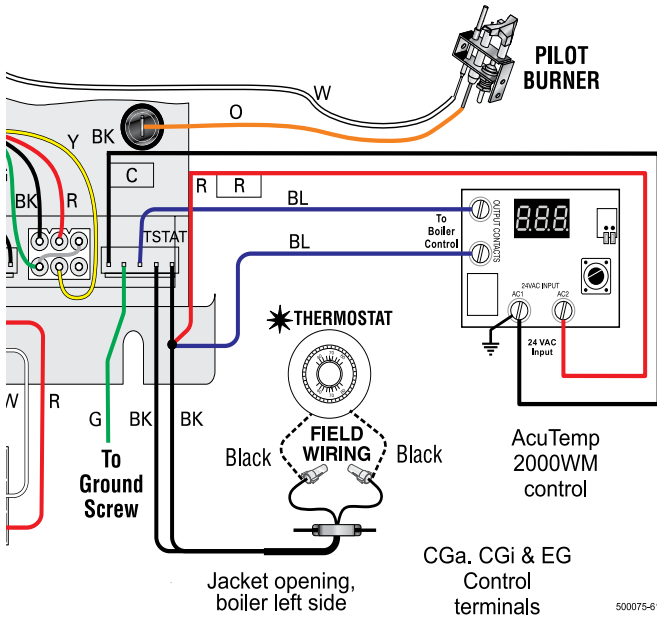 PILOT
BURNER
W
O
Y
BK
C
R
R
BK
R
BL
TSTAT
BL
To
Boiler
Control
OUTPUT CONTACTS
24VAC INPUT
AC1
AC2
24 VAC
Input
THERMOSTAT
R
G
BK
BK
To
Ground
Screw
FIELD
WIRING
Black
Black
AcuTemp
2000WM
control
Jacket opening,
boiler left side
CGa. CGi & EG
Control
terminals